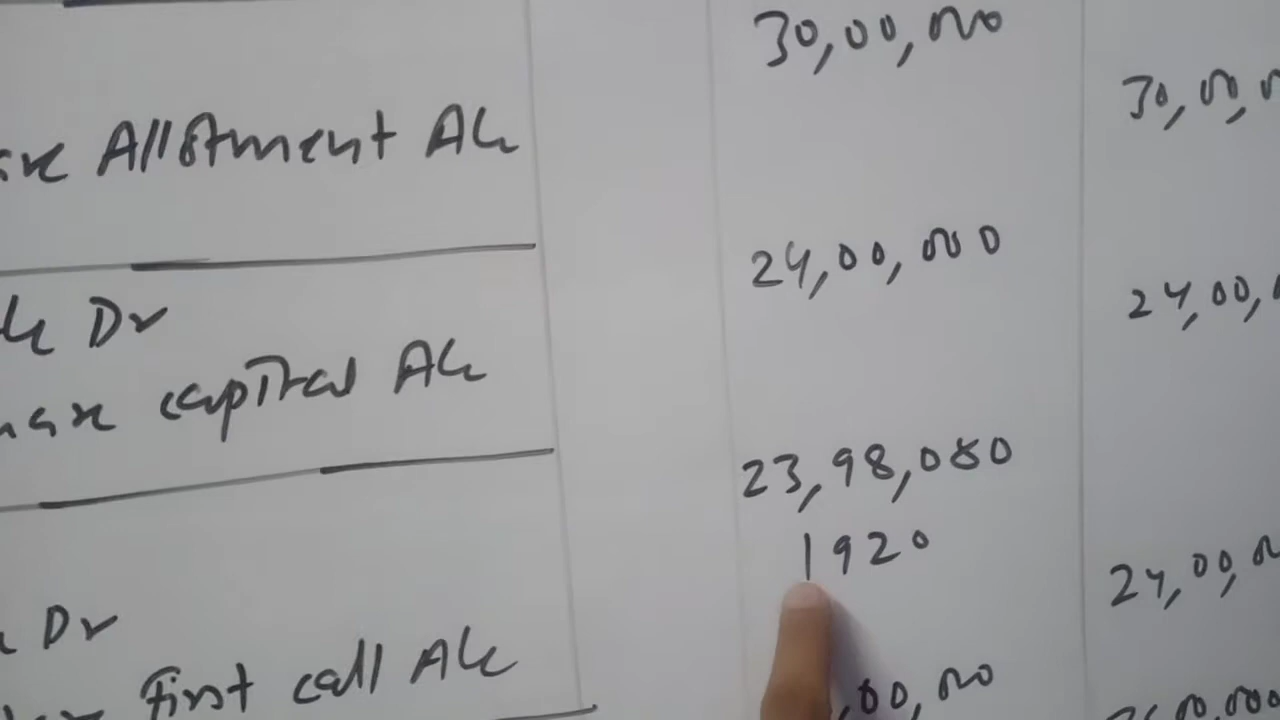 30,00,000
30,00,
Allotment A/c
24,00,000
24,00,
Dr
capital A/c
23,98,080
1920
24,00,
Dr
first call A/c
,00,000